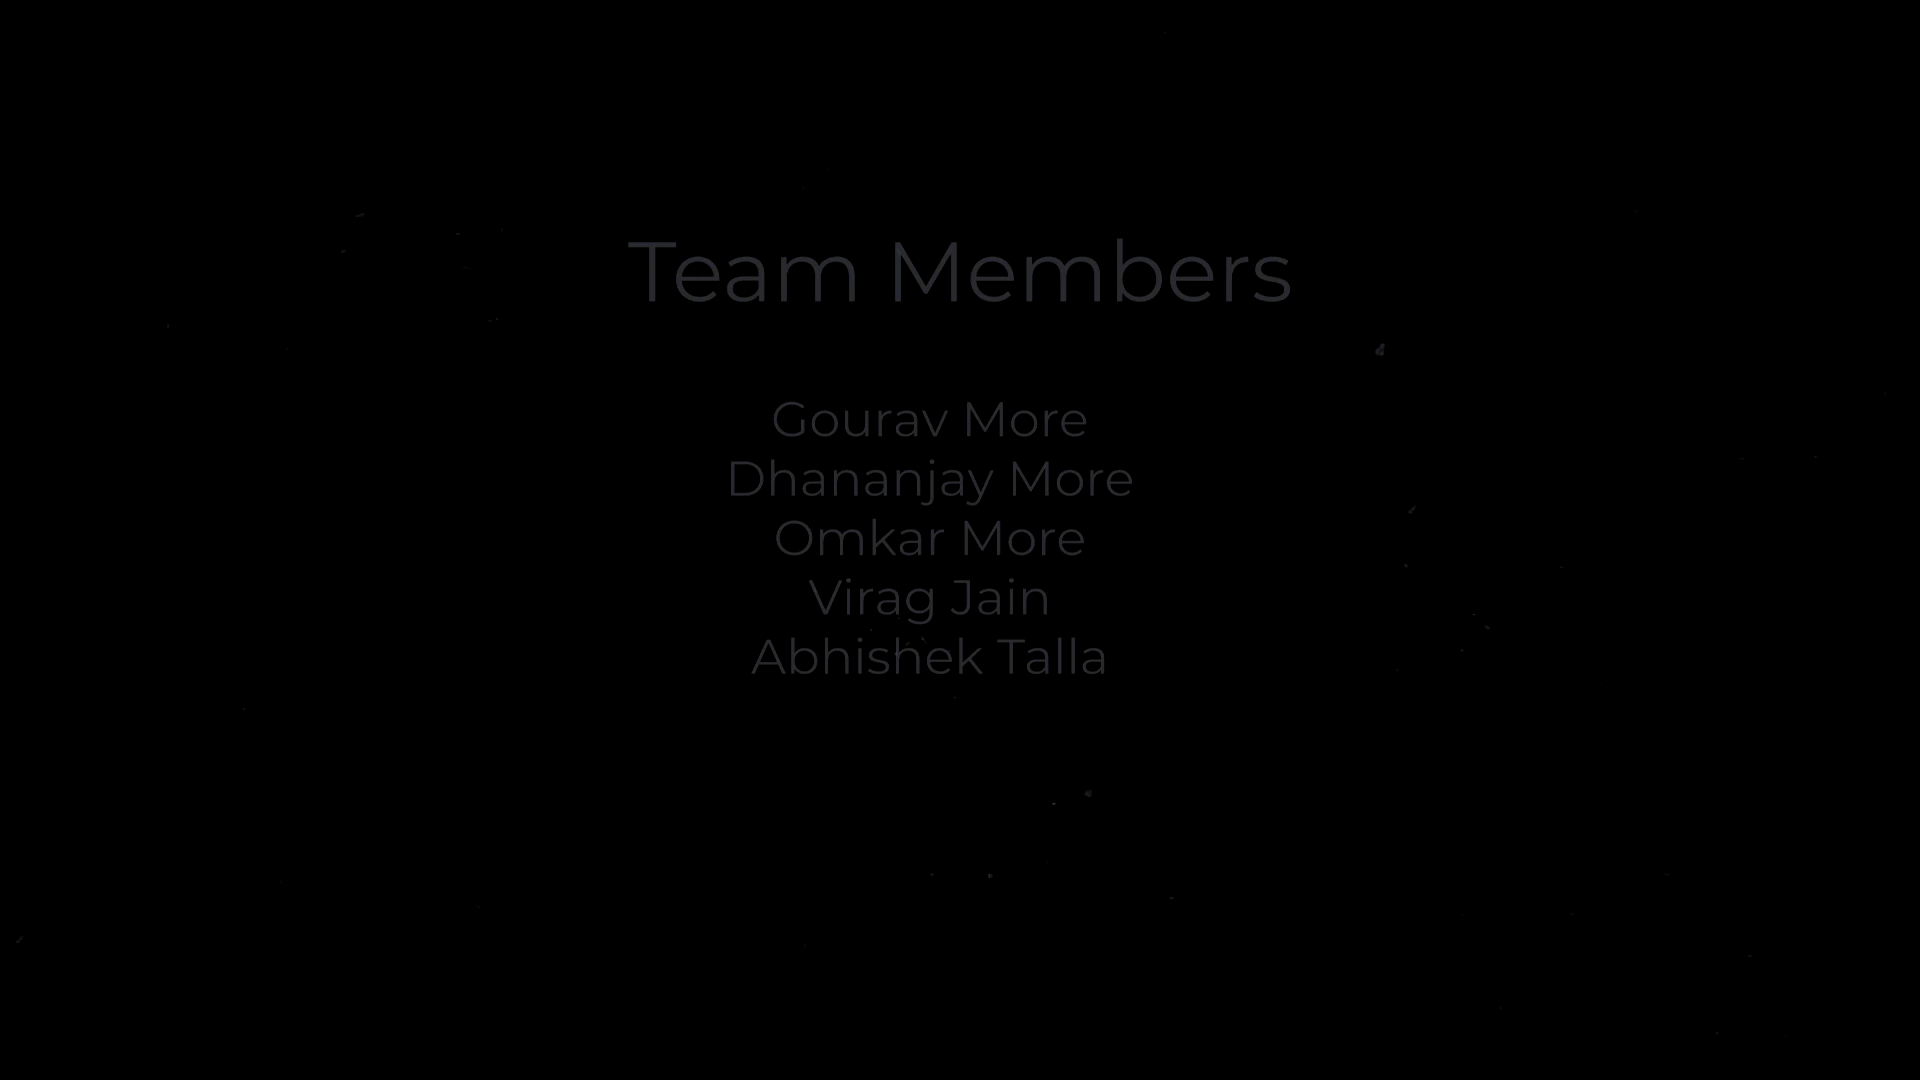 Team Members
Gourav More
Dhananjay More
Omkar More
Virag Jain
Abhishek Talla